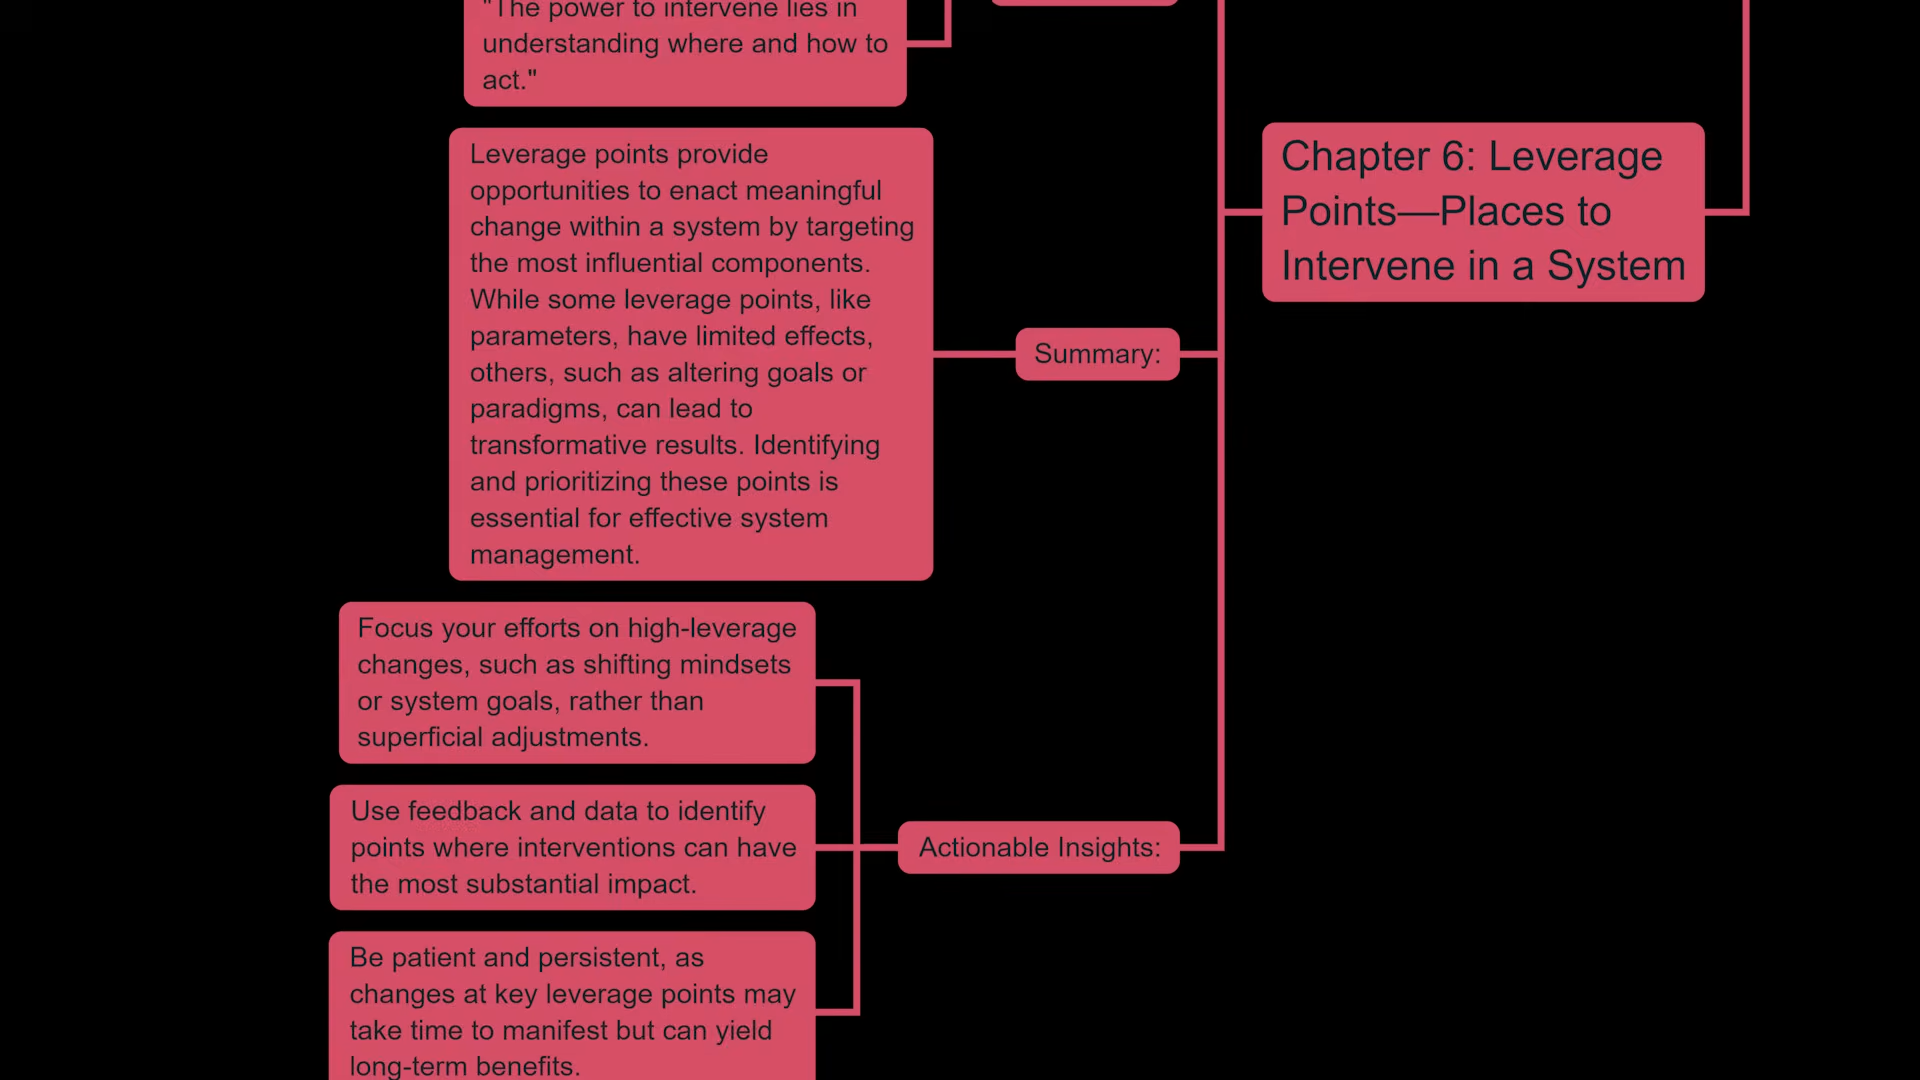 "The power to intervene lies in
understanding where and how to
act."
Chapter 6: Leverage
Points—Places to
Intervene in a System
Leverage points provide
opportunities to enact meaningful
change within a system by targeting
the most influential components.
While some leverage points, like
parameters, have limited effects,
others, such as altering goals or
paradigms, can lead to
transformative results. Identifying
and prioritizing these points is
essential for effective system
management.
Summary:
Focus your efforts on high-leverage
changes, such as shifting mindsets
or system goals, rather than
superficial adjustments.
Use feedback and data to identify
points where interventions can have
the most substantial impact.
Actionable Insights:
Be patient and persistent, as
changes at key leverage points may
take time to manifest but can yield
long-term benefits.